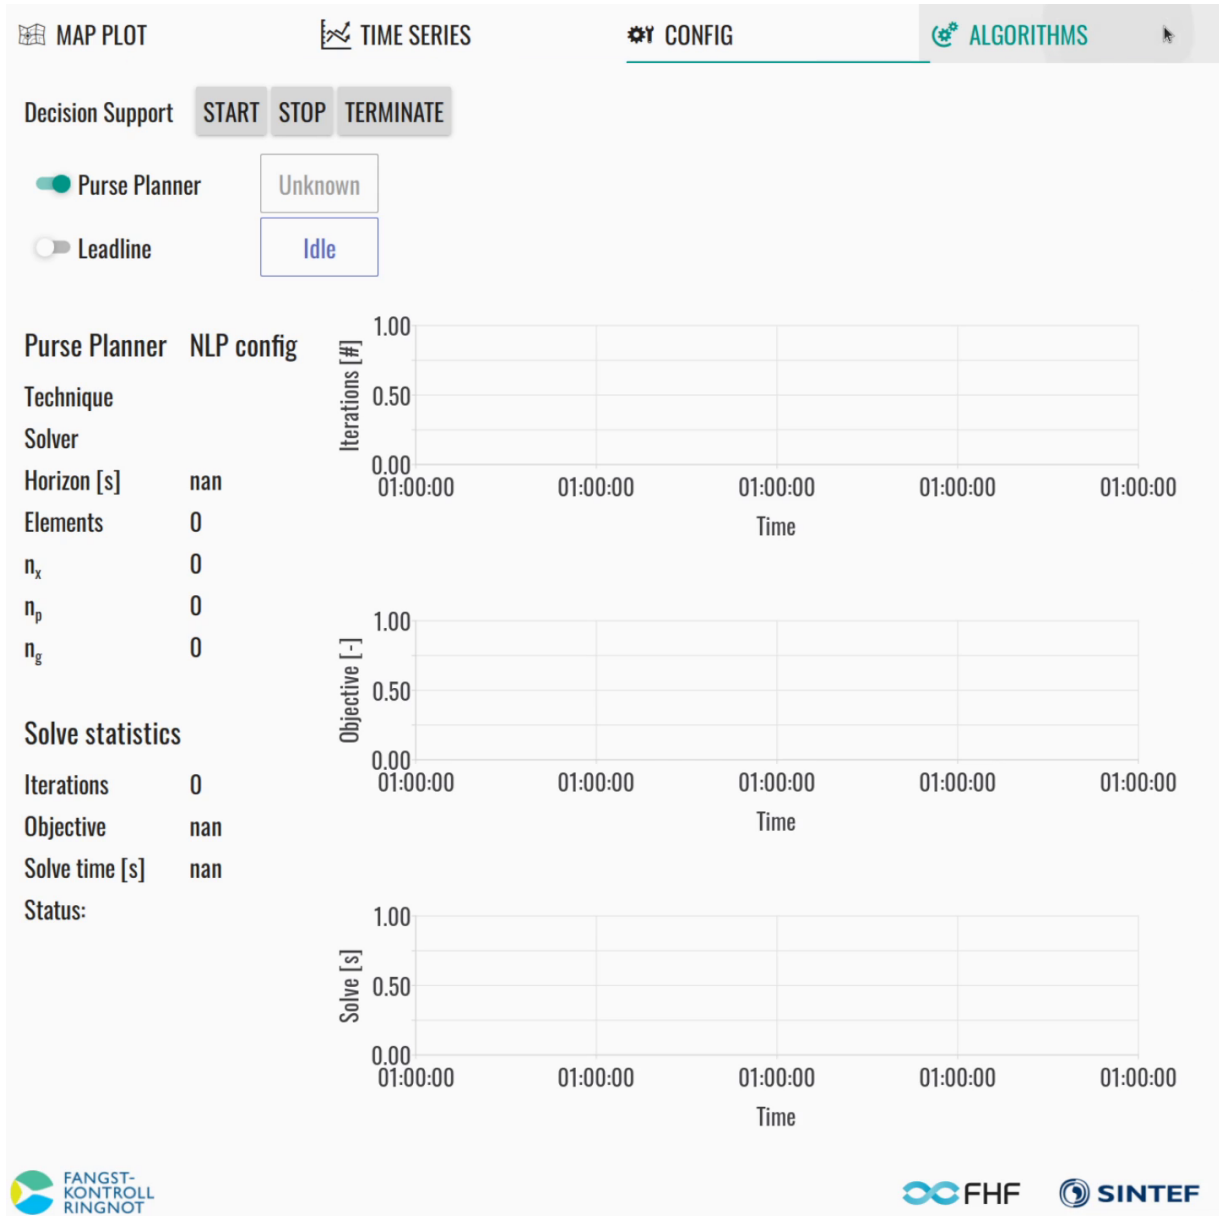 MAP PLOT TIME SERIES CONFIG ALGORITHMS
Decision Support START STOP TERMINATE
Purse Planner Unknown
Leadline Idle
Purse Planner NLP config
Technique
Solver
Horizon [s] nan
Elements 0
nx 0
np 0
ng 0
Solve statistics
Iterations 0
Objective nan
Solve time [s] nan
Status:
Iterations [#]
1.00
0.50
0.00
01:00:00 01:00:00 01:00:00 01:00:00 01:00:00
Time
Objective [-]
1.00
0.50
0.00
01:00:00 01:00:00 01:00:00 01:00:00 01:00:00
Time
Solve [s]
1.00
0.50
0.00
01:00:00 01:00:00 01:00:00 01:00:00 01:00:00
Time
FANGST-
KONTROLL
RINGNOT
FHF SINTEF